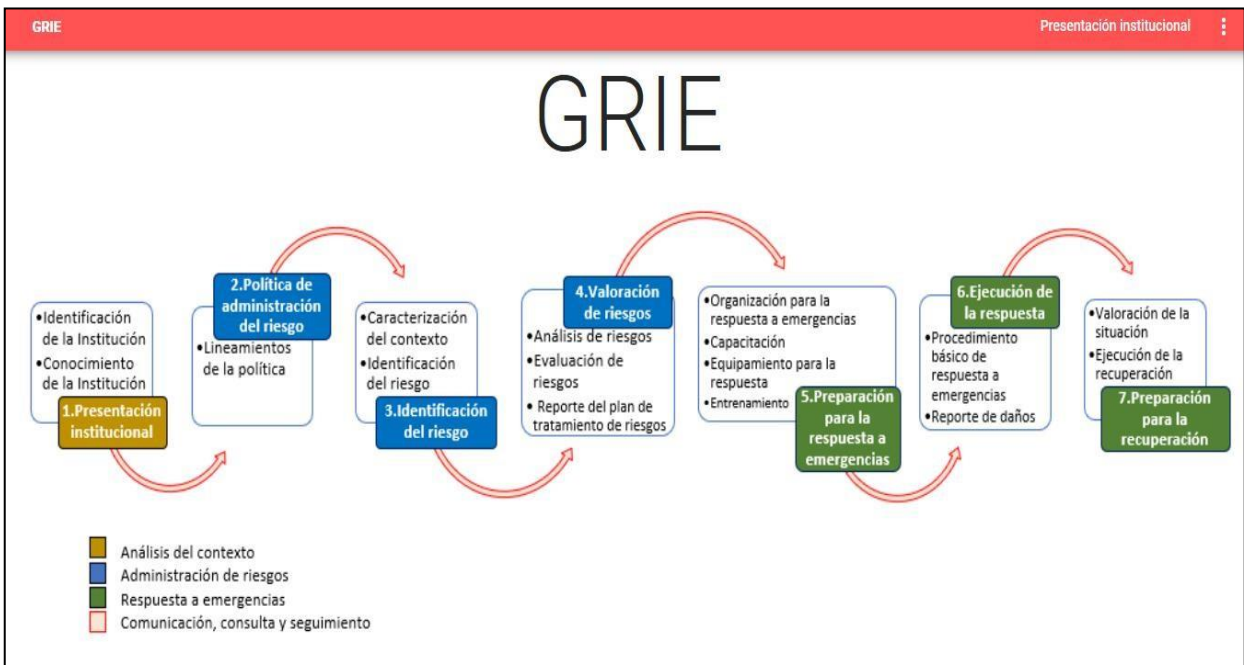 GRIE
Presentación institucional
GRIE
•Identificación
de la Institución
•Conocimiento
de la Institución
1.Presentación
institucional
2.Política de
administración
del riesgo
•Lineamientos
de la política
•Caracterización
del contexto
•Identificación
del riesgo
3.Identificación
del riesgo
4.Valoración
de riesgos
•Análisis de riesgos
•Evaluación de
riesgos
• Reporte del plan de
tratamiento de riesgos
•Organización para la
respuesta a emergencias
•Capacitación
•Equipamiento para la
respuesta
•Entrenamiento
5.Preparación
para la
respuesta a
emergencias
6.Ejecución de
la respuesta
•Procedimiento
básico de
respuesta a
emergencias
•Reporte de daños
•Valoración de la
situación
•Ejecución de la
recuperación
7.Preparación
para la
recuperación
Análisis del contexto
Administración de riesgos
Respuesta a emergencias
Comunicación, consulta y seguimiento